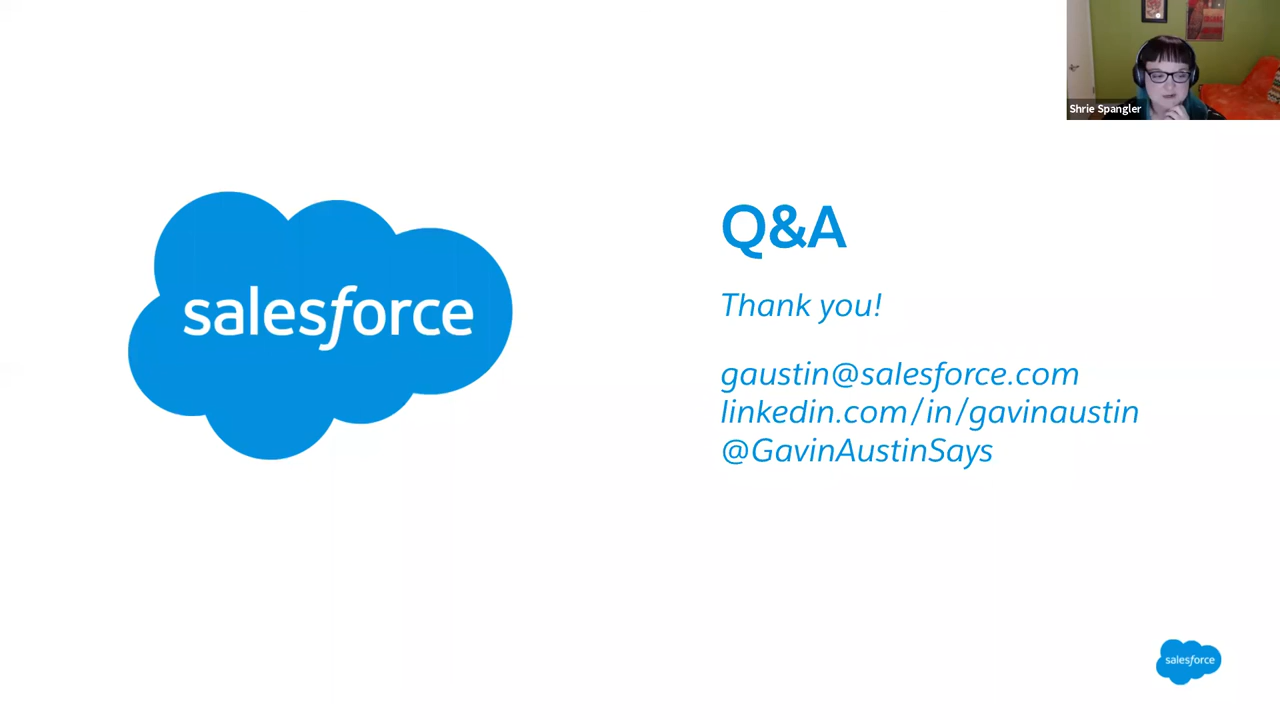 Shrie Spangler
salesforce
Q&A
Thank you!
gaustin@salesforce.com
linkedin.com/in/gavinaustin
@GavinAustinSays
salesforce